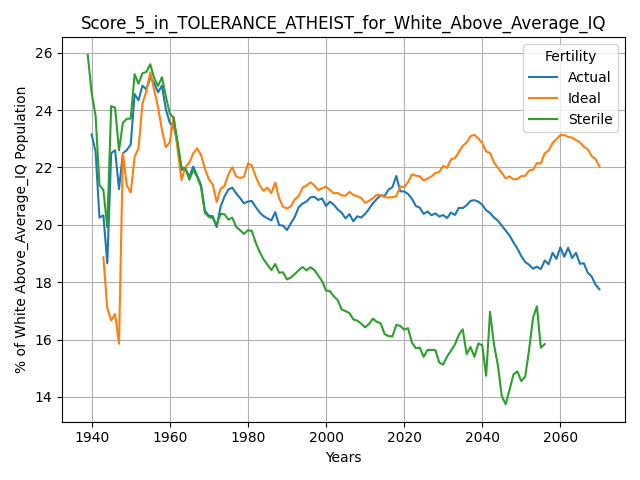 Score_5_in_TOLERANCE_ATHEIST_for_White_Above_Average_IQ
Fertility
Actual
Ideal
Sterile
% of White Above_Average_IQ Population
26
24
22
20
18
16
14
1940 1960 1980 2000 2020 2040 2060
Years